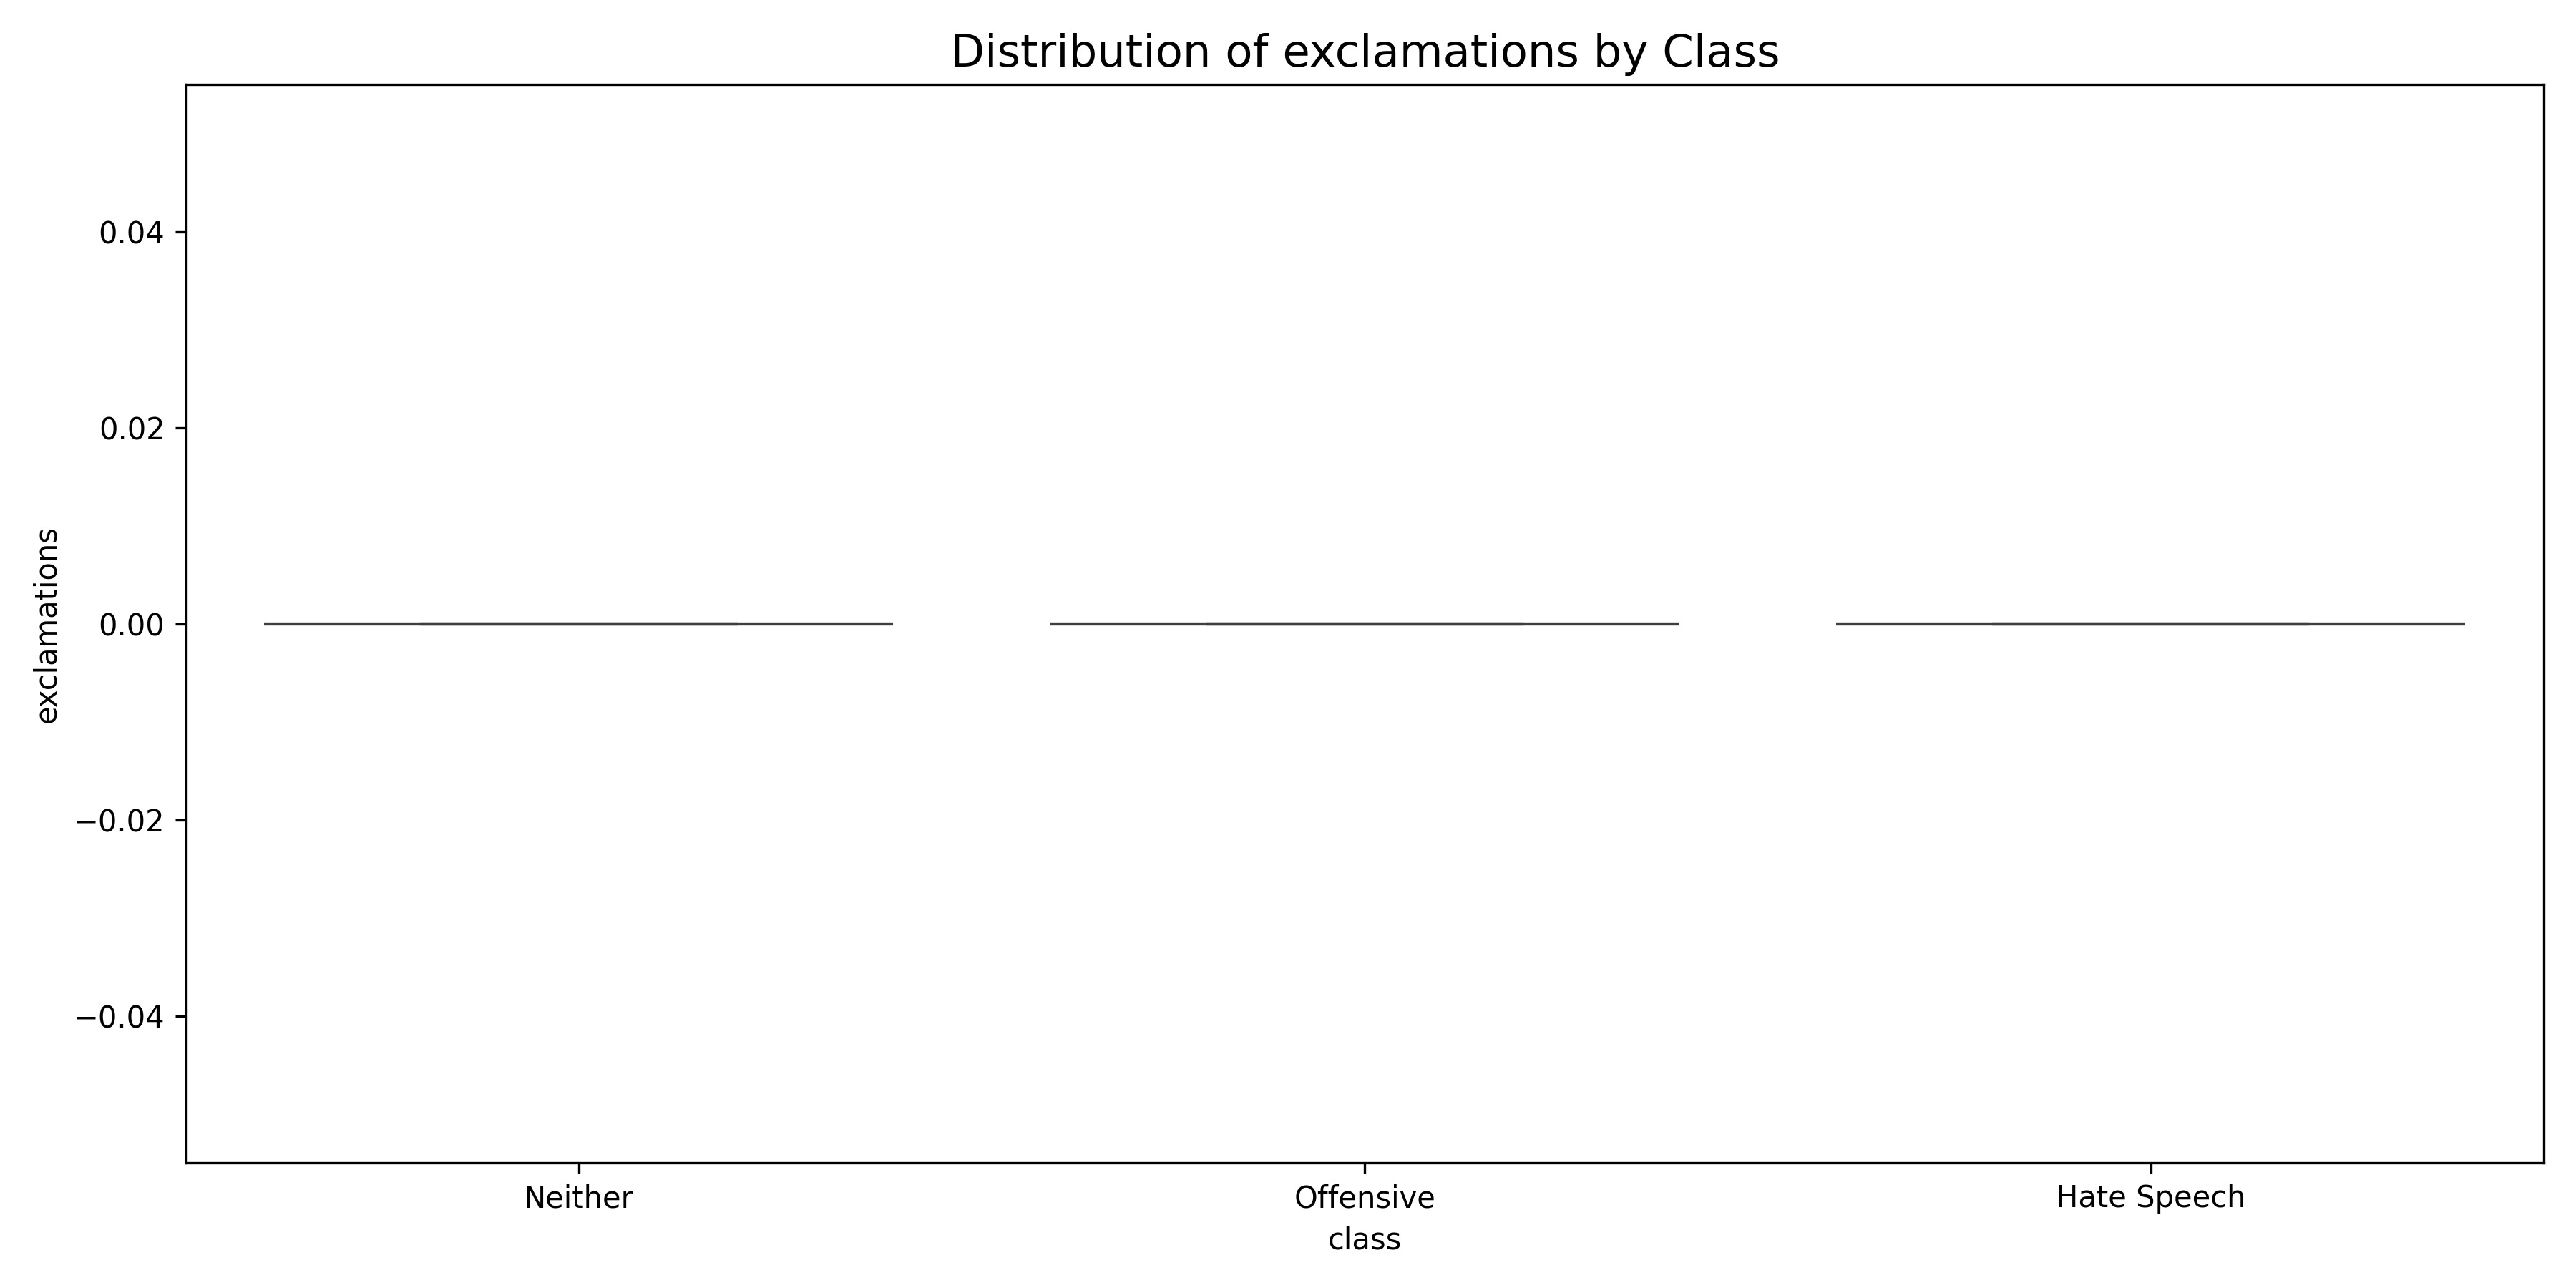 Distribution of exclamations by Class
exclamations
0.04
0.02
0.00
−0.02
−0.04
Neither
Offensive
Hate Speech
class